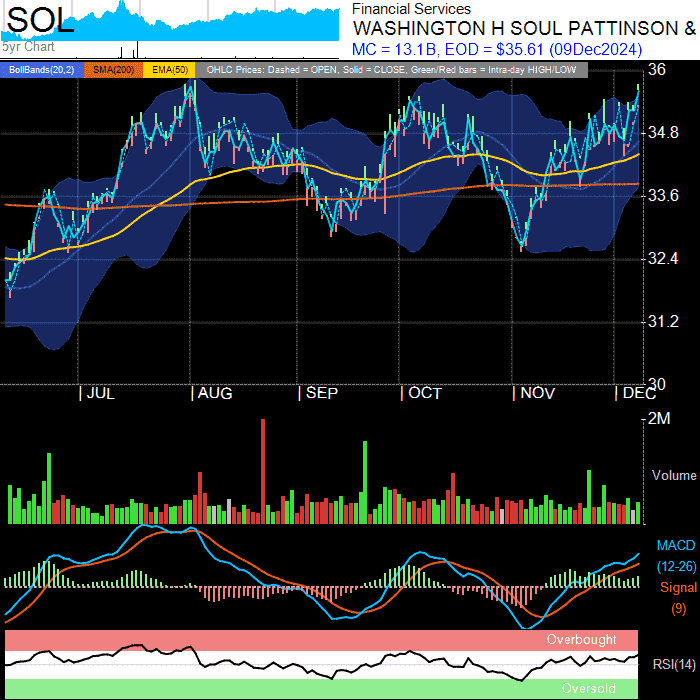 SOL
5yr Chart
Financial Services
WASHINGTON H SOUL PATTINSON &
MC = 13.1B, EOD = $35.61 (09Dec2024)
BollBands(20,2) SMA(200) EMA(50) OHLC Prices: Dashed = OPEN, Solid = CLOSE, Green/Red bars = Intra-day HIGH/LOW
36
34.8
33.6
32.4
31.2
30
| JUL | AUG | SEP | OCT | NOV | DEC
2M
Volume
MACD
(12-26)
Signal
(9)
Overbought
RSI(14)
Oversold